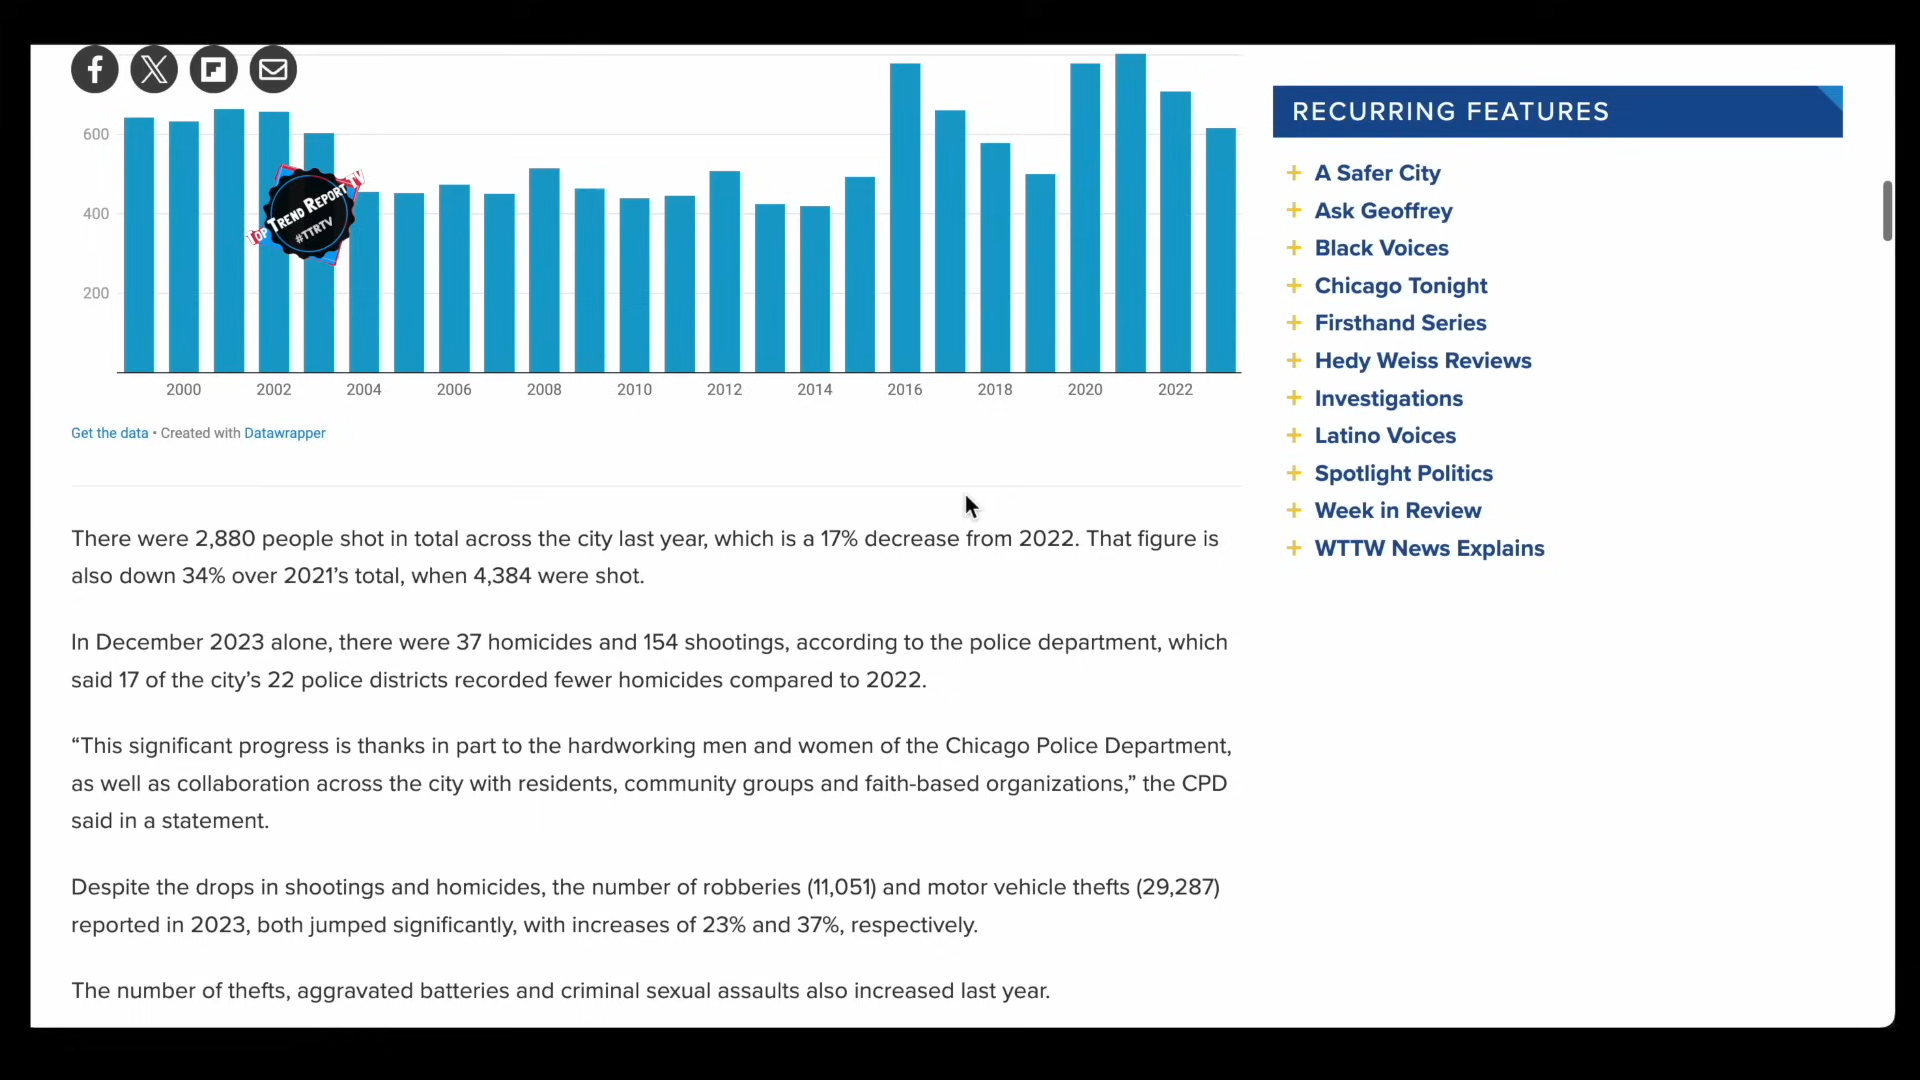 600
400
200
TOP TREND REPORT TV
#TTRTV
2000 2002 2004 2006 2008 2010 2012 2014 2016 2018 2020 2022
Get the data • Created with Datawrapper
There were 2,880 people shot in total across the city last year, which is a 17% decrease from 2022. That figure is
also down 34% over 2021’s total, when 4,384 were shot.
In December 2023 alone, there were 37 homicides and 154 shootings, according to the police department, which
said 17 of the city’s 22 police districts recorded fewer homicides compared to 2022.
“This significant progress is thanks in part to the hardworking men and women of the Chicago Police Department,
as well as collaboration across the city with residents, community groups and faith-based organizations,” the CPD
said in a statement.
Despite the drops in shootings and homicides, the number of robberies (11,051) and motor vehicle thefts (29,287)
reported in 2023, both jumped significantly, with increases of 23% and 37%, respectively.
The number of thefts, aggravated batteries and criminal sexual assaults also increased last year.
RECURRING FEATURES
+ A Safer City
+ Ask Geoffrey
+ Black Voices
+ Chicago Tonight
+ Firsthand Series
+ Hedy Weiss Reviews
+ Investigations
+ Latino Voices
+ Spotlight Politics
+ Week in Review
+ WTTW News Explains